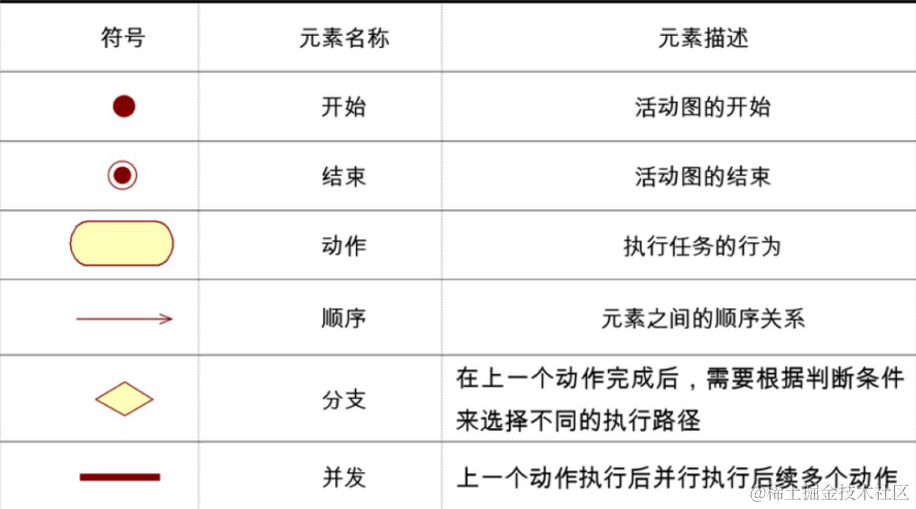 符号 元素名称 元素描述
开始 活动图的开始
结束 活动图的结束
动作 执行任务的行为
顺序 元素之间的顺序关系
分支 在上一个动作完成后，需要根据判断条件
来选择不同的执行路径
并发 上一个动作执行后并行执行后续多个动作
@稀土掘金技术社区